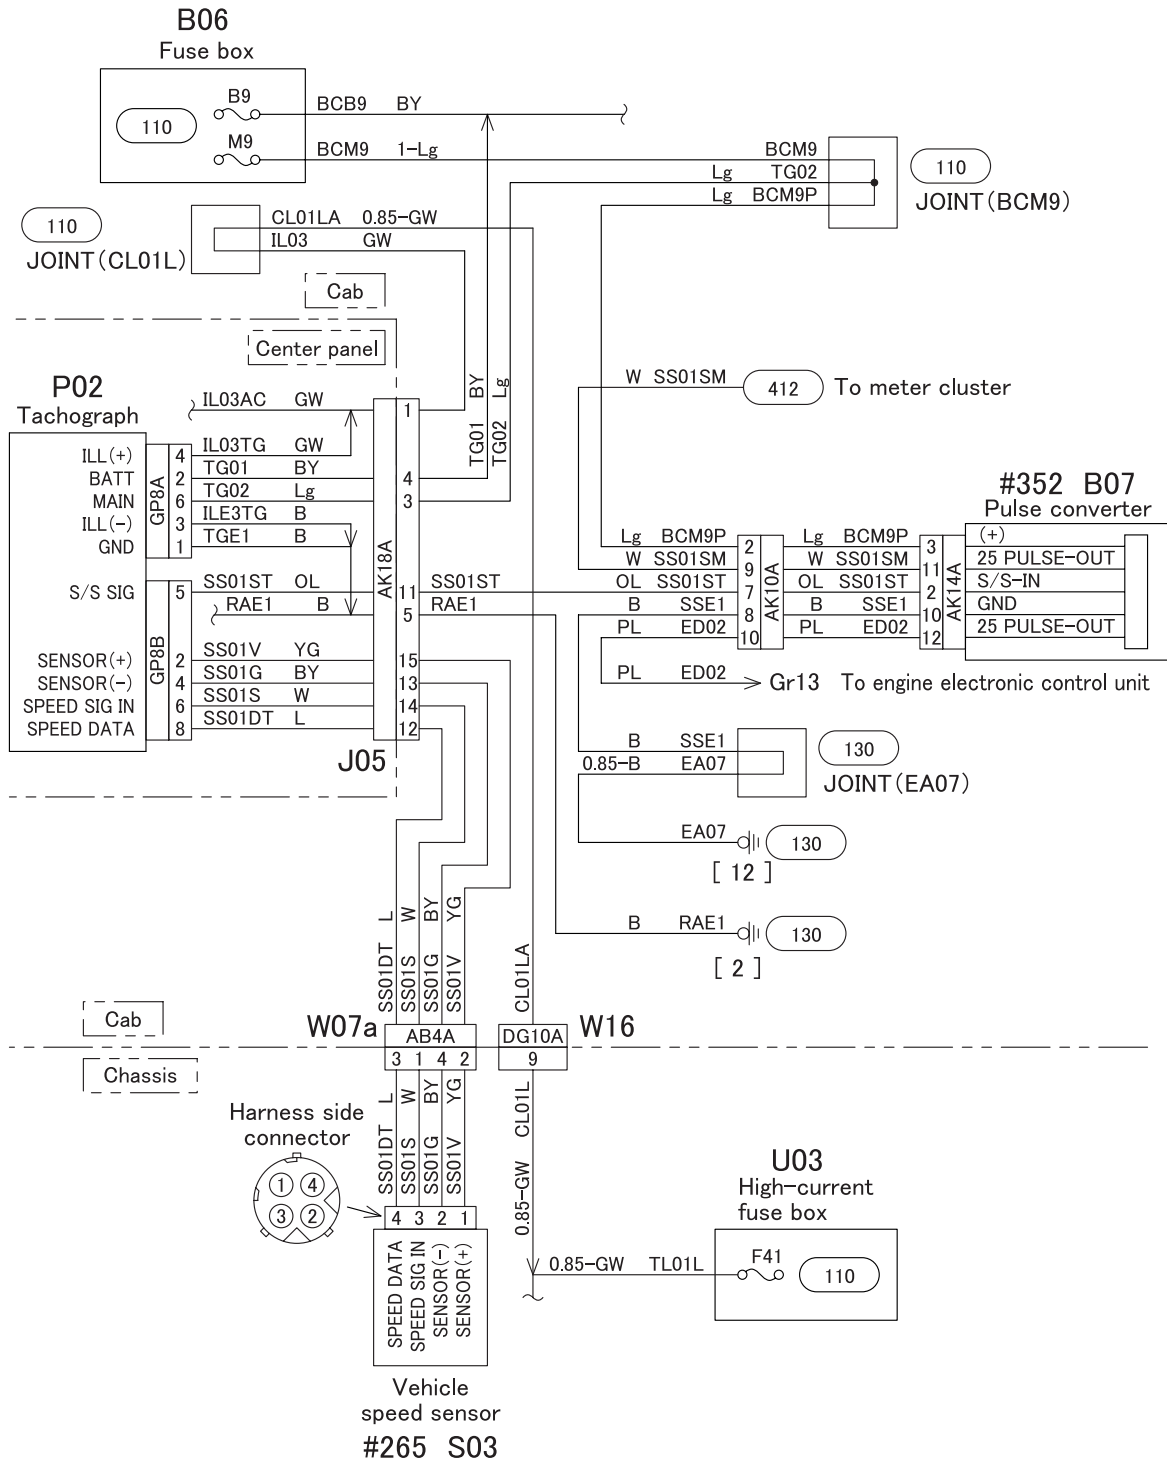 B06
Fuse box
B9
110
M9
BCB9 BY
BCM9 1-Lg
BCM9
Lg TG02
Lg BCM9P
110
JOINT(BCM9)
110
JOINT(CL01L)
CL01LA 0.85-GW
IL03 GW
Cab
Center panel
P02
Tachograph
IL03AC GW
1
ILL(+) 4 IL03TG GW
BATT 2 TG01 BY 4
MAIN 6 TG02 Lg 3
ILL(-) 3 ILE3TG B
GND 1 TGE1 B
GP8A
S/S SIG 5 SS01ST OL 11 SS01ST
RAE1 B 5 RAE1
SENSOR(+) 2 SS01V YG 15
SENSOR(-) 4 SS01G BY 13
SPEED SIG IN 6 SS01S W 14
SPEED DATA 8 SS01DT L 12
GP8B
AK18A
J05
TG01 BY
TG02 Lg
W SS01SM 412 To meter cluster
#352 B07
Pulse converter
Lg BCM9P 2 Lg BCM9P 3 (+)
W SS01SM 9 W SS01SM 11 25 PULSE-OUT
OL SS01ST 7 OL SS01ST 2 S/S-IN
B SSE1 8 B SSE1 10 GND
PL ED02 10 PL ED02 12 25 PULSE-OUT
AK10A
AK14A
PL ED02 Gr13 To engine electronic control unit
B SSE1
0.85-B EA07
130
JOINT(EA07)
EA07 130
[ 12 ]
B RAE1 130
[ 2 ]
SS01DT L
SS01S W
SS01G BY
SS01V YG
CL01LA
Cab
W07a AB4A DG10A W16
3 1 4 2 9
Chassis
SS01DT L
SS01S W
SS01G BY
SS01V YG
0.85-GW CL01L
Harness side
connector
1 4
3 2
4 3 2 1
SPEED DATA
SPEED SIG IN
SENSOR(-)
SENSOR(+)
Vehicle
speed sensor
#265 S03
U03
High-current
fuse box
0.85-GW TL01L F41 110